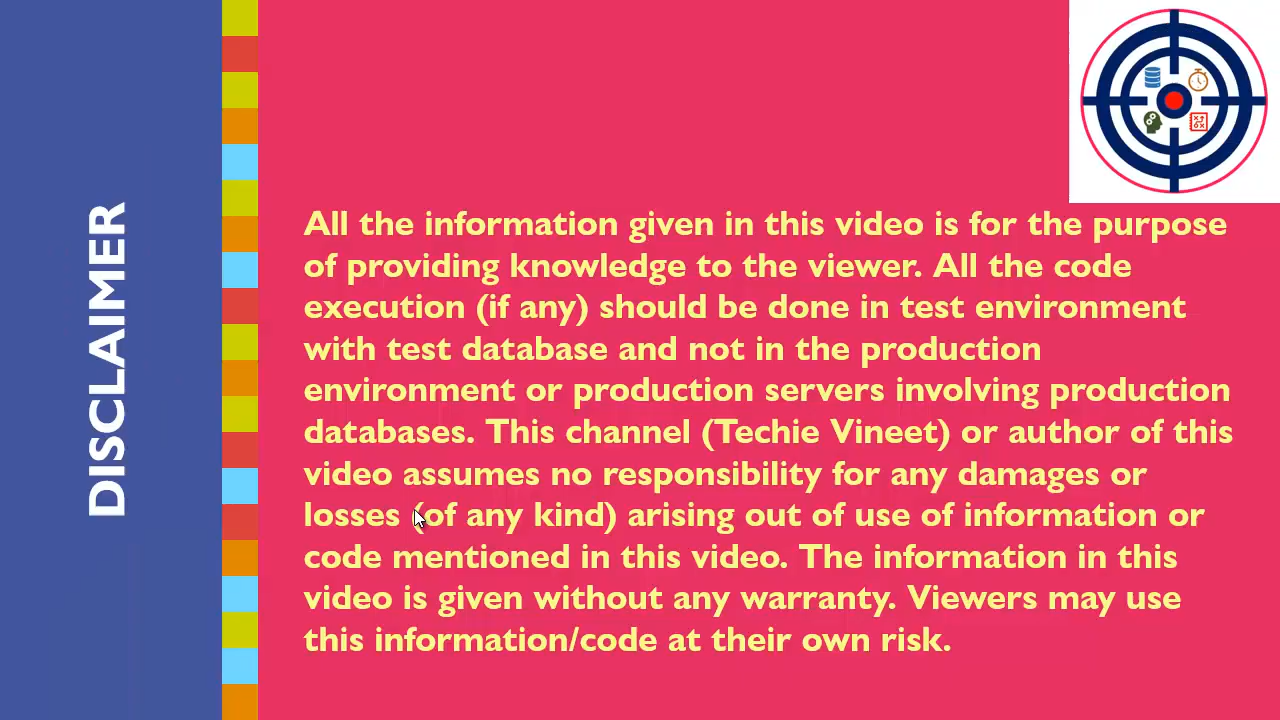 DISCLAIMER
All the information given in this video is for the purpose
of providing knowledge to the viewer. All the code
execution (if any) should be done in test environment
with test database and not in the production
environment or production servers involving production
databases. This channel (Techie Vineet) or author of this
video assumes no responsibility for any damages or
losses (of any kind) arising out of use of information or
code mentioned in this video. The information in this
video is given without any warranty. Viewers may use
this information/code at their own risk.